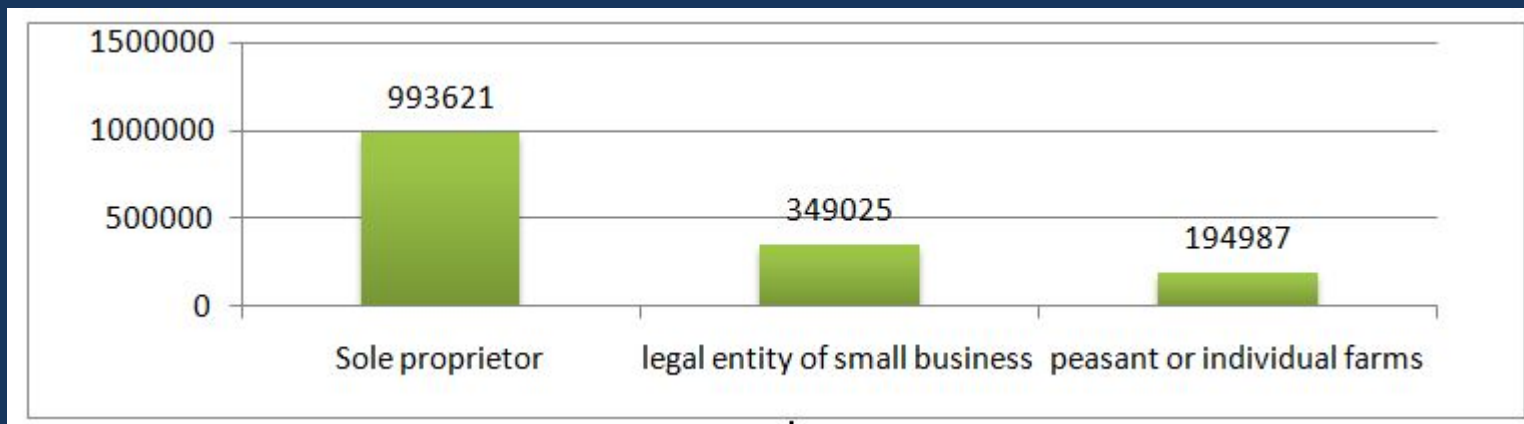 1500000
993621
1000000
500000
349025
194987
0
Sole proprietor
legal entity of small business
peasant or individual farms